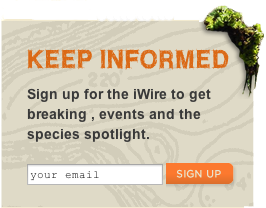 KEEP INFORMED
Sign up for the iWire to get
breaking , events and the
species spotlight.
your email
SIGN UP